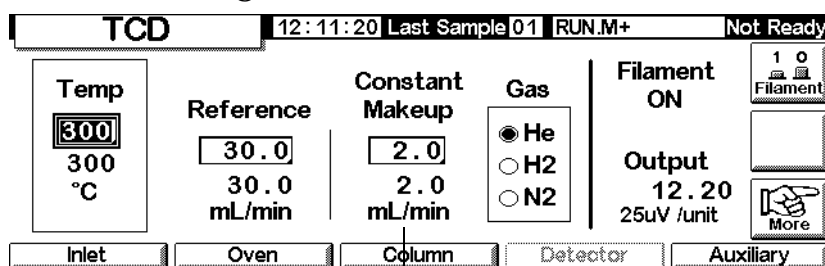 TCD 12:11:20 Last Sample 01 RUN.M+ Not Ready
Temp
300
300
°C
Reference
30.0
30.0
mL/min
Constant
Makeup
2.0
2.0
mL/min
Gas
He
H2
N2
Filament
ON
Output
12.20
25uV /unit
1 0
Filament
More
Inlet Oven Column Detector Auxiliary